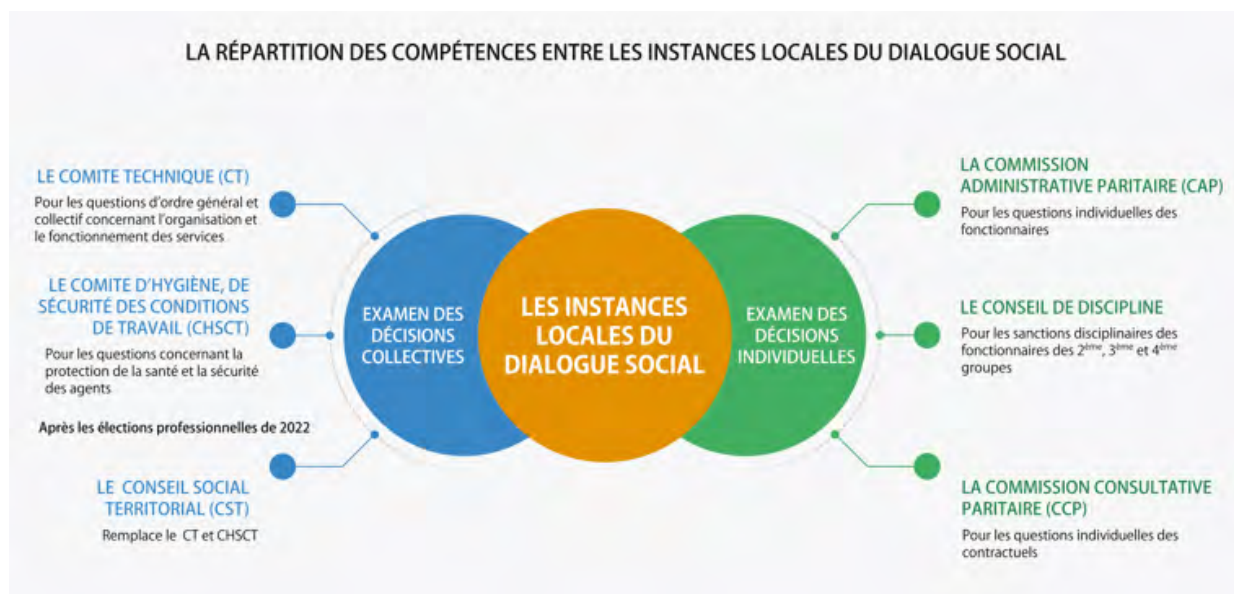 LA RÉPARTITION DES COMPÉTENCES ENTRE LES INSTANCES LOCALES DU DIALOGUE SOCIAL
LE COMITE TECHNIQUE (CT)
Pour les questions d'ordre général et
collectif concernant l'organisation et
le fonctionnement des services
LE COMITE D'HYGIÈNE, DE
SÉCURITÉ DES CONDITIONS
DE TRAVAIL (CHSCT)
Pour les questions concernant la
protection de la santé et la sécurité
des agents
Après les élections professionnelles de 2022
LE CONSEIL SOCIAL
TERRITORIAL (CST)
Remplace le CT et CHSCT
EXAMEN DES
DÉCISIONS
COLLECTIVES
LES INSTANCES
LOCALES DU
DIALOGUE SOCIAL
EXAMEN DES
DÉCISIONS
INDIVIDUELLES
LA COMMISSION
ADMINISTRATIVE PARITAIRE (CAP)
Pour les questions individuelles des
fonctionnaires
LE CONSEIL DE DISCIPLINE
Pour les sanctions disciplinaires des
fonctionnaires des 2ème, 3ème et 4ème
groupes
LA COMMISSION CONSULTATIVE
PARITAIRE (CCP)
Pour les questions individuelles des
contractuels